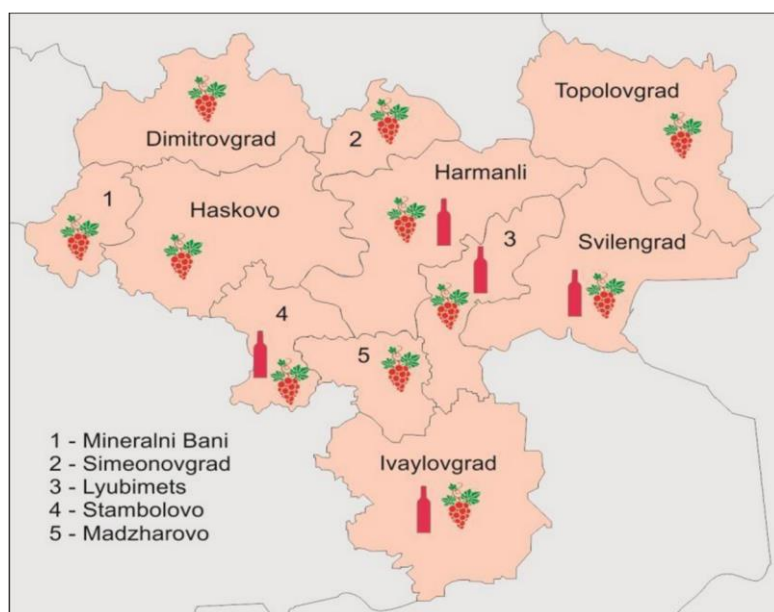 Topolovgrad
Dimitrovgrad
2
Harmanli
1
Haskovo
3
Svilengrad
4
5
Ivaylovgrad
1 - Mineralni Bani
2 - Simeonovgrad
3 - Lyubimets
4 - Stambolovo
5 - Madzharovo